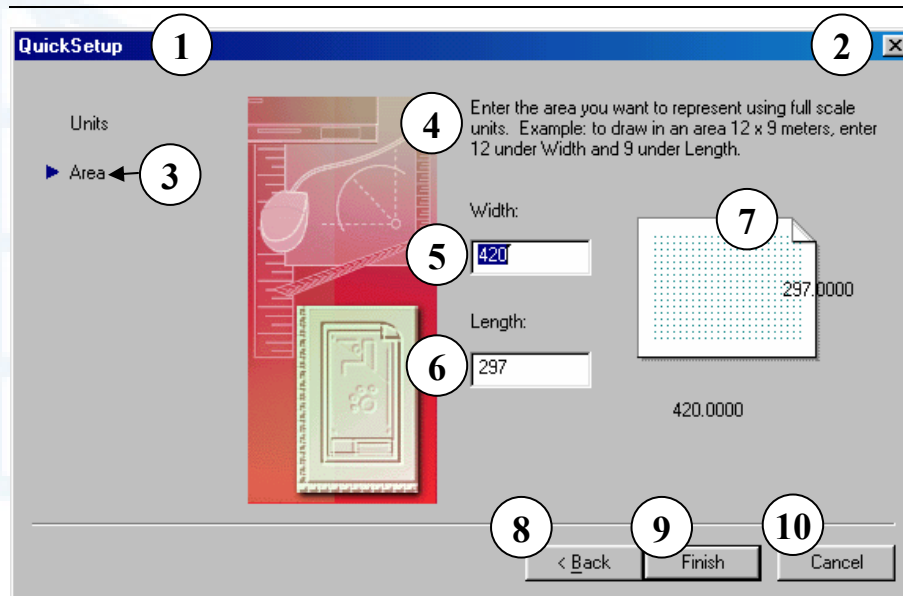 QuickSetup
1
2
Units
Area
3
4
Enter the area you want to represent using full scale
units. Example: to draw in an area 12 x 9 meters, enter
12 under Width and 9 under Length.
Width:
5
420
7
297.0000
Length:
6
297
420.0000
8
9
10
< Back
Finish
Cancel